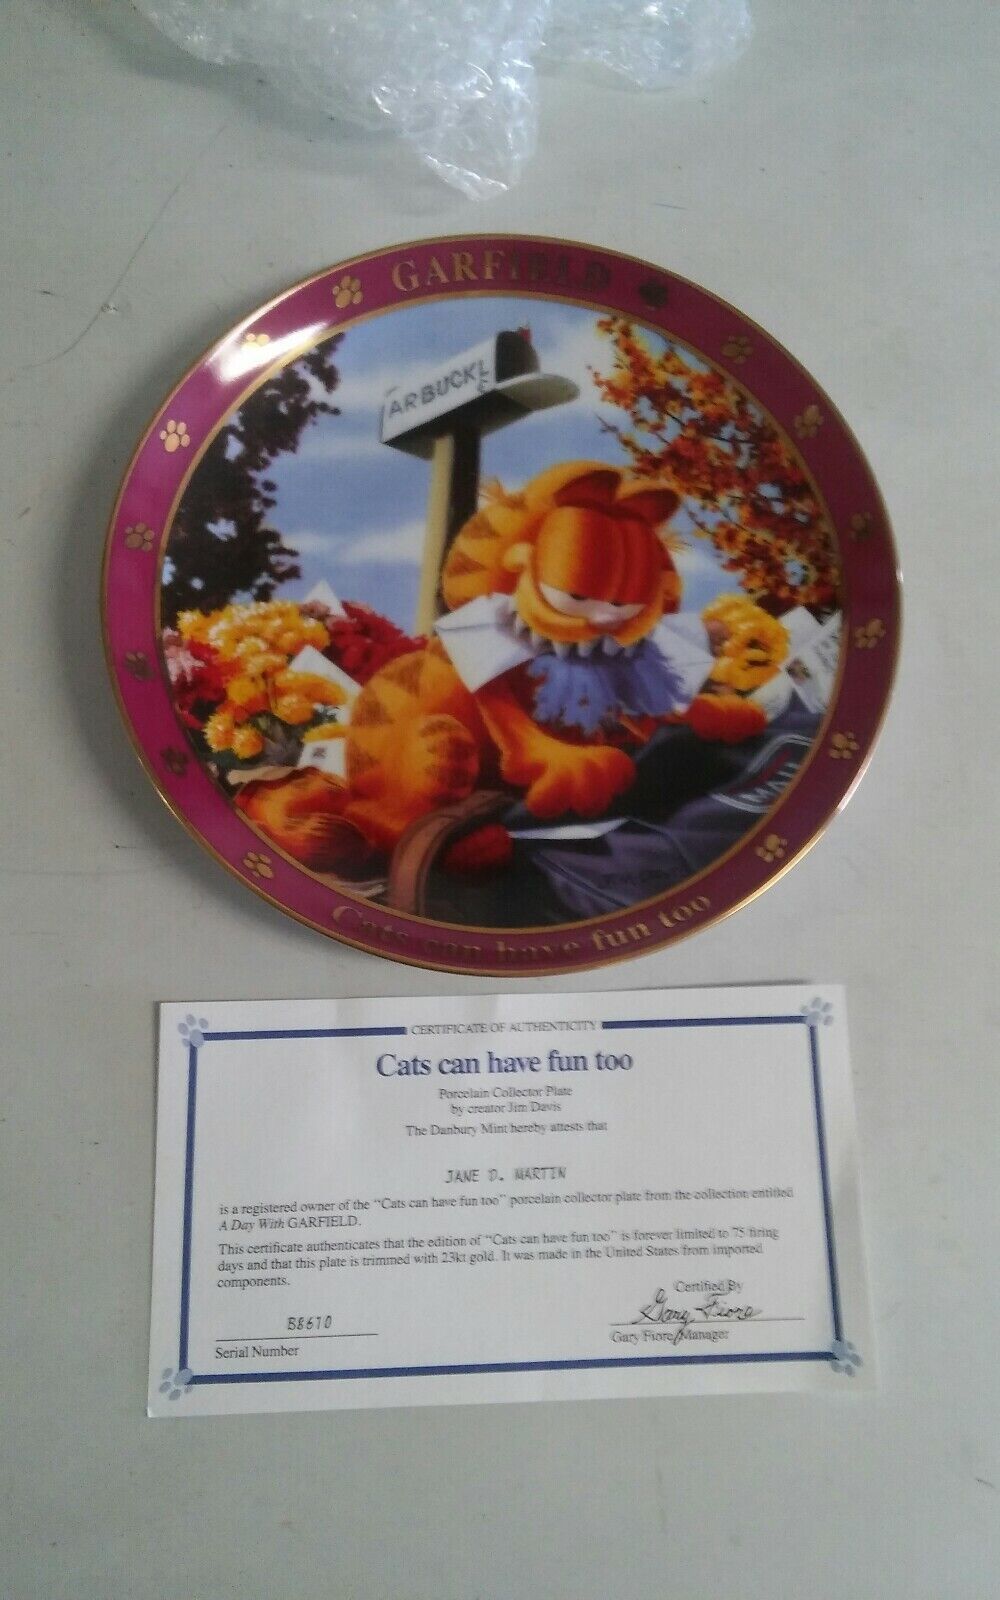 GARFIELD
ARBUCKLE
MAIL
Cats can have fun too
CERTIFICATE OF AUTHENTICITY
Cats can have fun too
Porcelain Collector Plate
by creator Jim Davis
The Danbury Mint hereby attests that
JANE D. MARTIN
is a registered owner of the "Cats can have fun too" porcelain collector plate from the collection entitled
A Day With GARFIELD.
This certificate authenticates that the edition of "Cats can have fun too" is forever limited to 75 firing
days and that this plate is trimmed with 23kt gold. It was made in the United States from imported
components.
Certified By
B8610
Gary Fiore
Serial Number
Gary Fiore/Manager